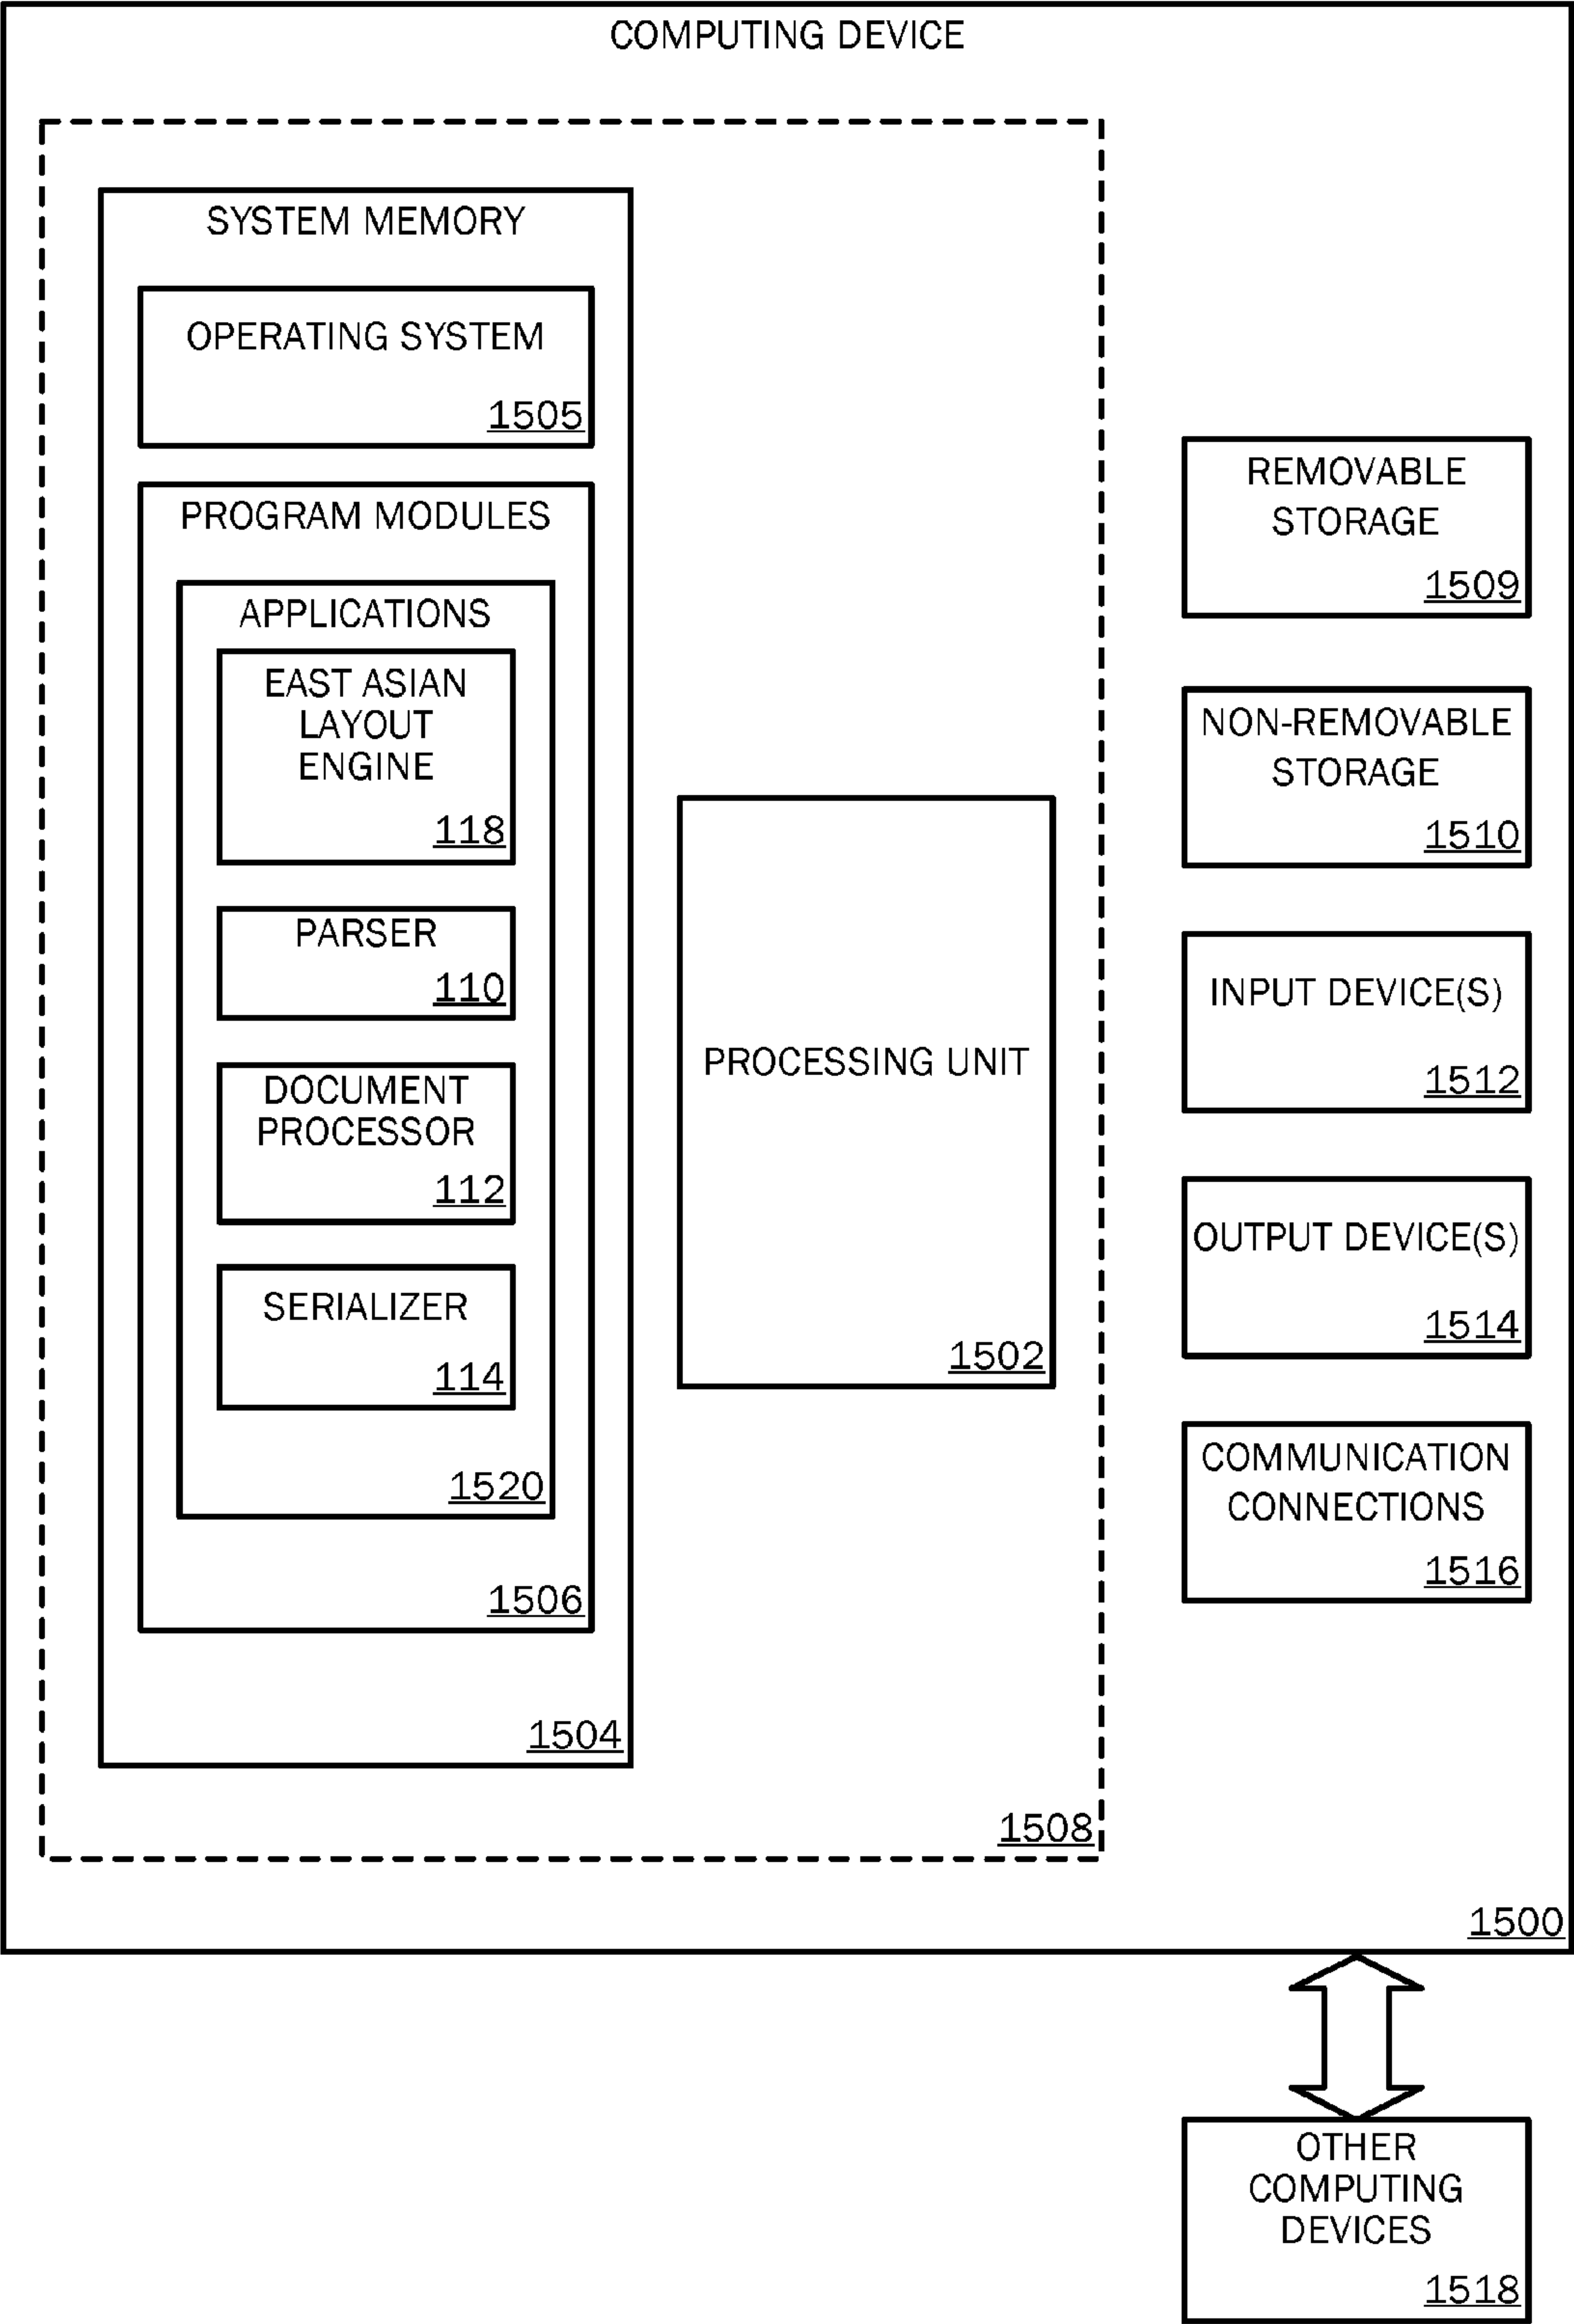 COMPUTING DEVICE
SYSTEM MEMORY
OPERATING SYSTEM
1505
PROGRAM MODULES
APPLICATIONS
EAST ASIAN
LAYOUT
ENGINE
118
PARSER
110
DOCUMENT
PROCESSOR
112
SERIALIZER
114
1520
1506
1504
PROCESSING UNIT
1502
1508
REMOVABLE
STORAGE
1509
NON-REMOVABLE
STORAGE
1510
INPUT DEVICE(S)
1512
OUTPUT DEVICE(S)
1514
COMMUNICATION
CONNECTIONS
1516
1500
OTHER
COMPUTING
DEVICES
1518